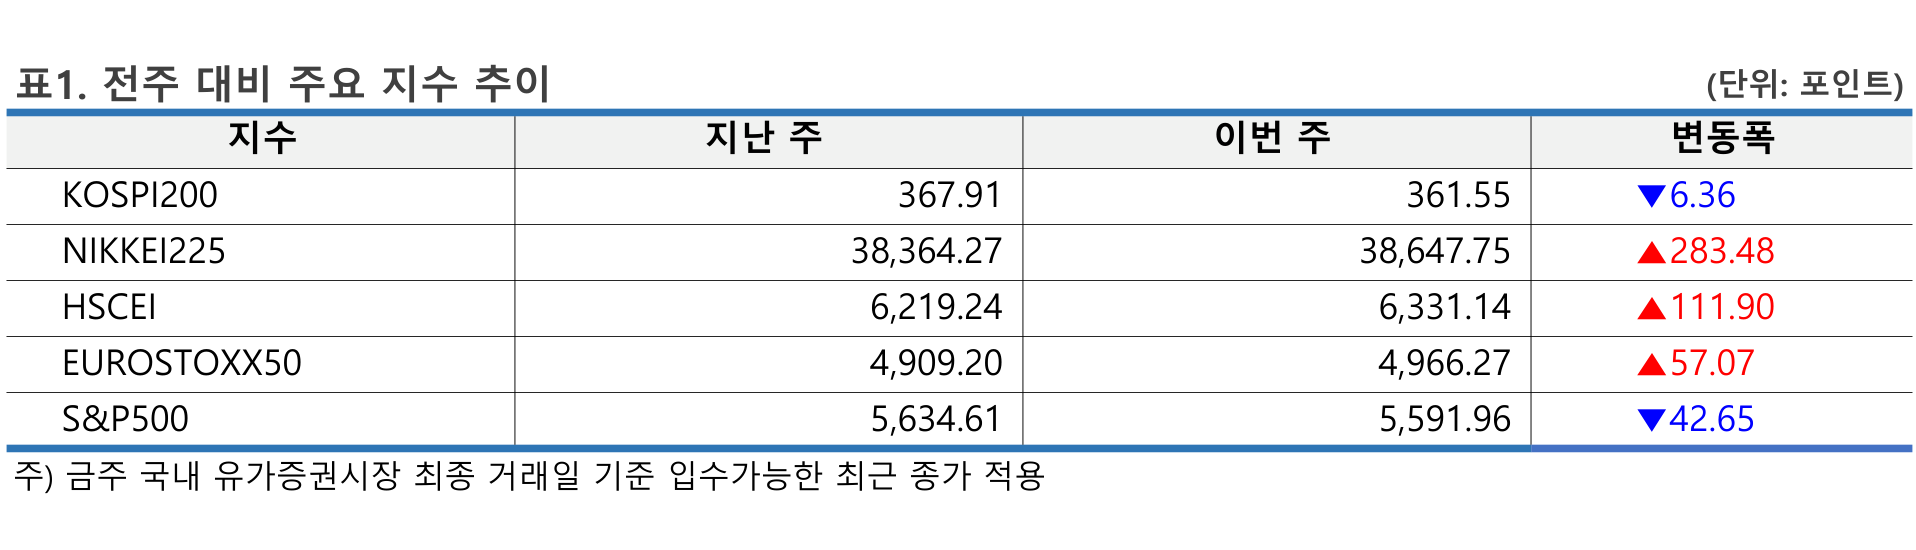 표1. 전주 대비 주요 지수 추이 (단위: 포인트)
지수 지난 주 이번 주 변동폭
KOSPI200 367.91 361.55 ▼6.36
NIKKEI225 38,364.27 38,647.75 ▲283.48
HSCEI 6,219.24 6,331.14 ▲111.90
EUROSTOXX50 4,909.20 4,966.27 ▲57.07
S&P500 5,634.61 5,591.96 ▼42.65
주) 금주 국내 유가증권시장 최종 거래일 기준 입수가능한 최근 종가 적용